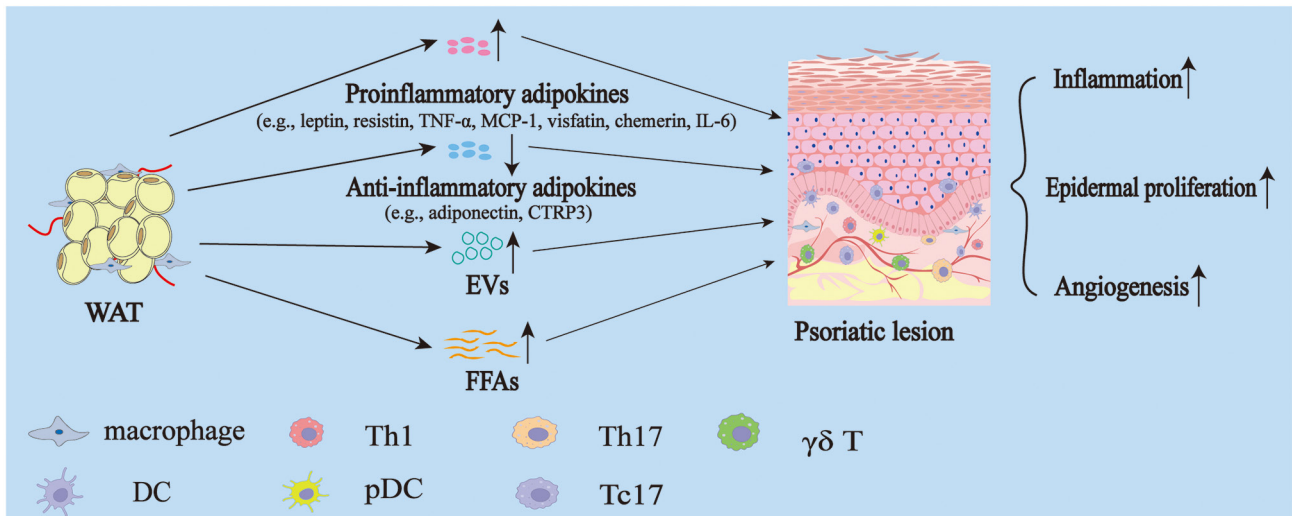 Proinflammatory adipokines
(e.g., leptin, resistin, TNF-α, MCP-1, visfatin, chemerin, IL-6)
Anti-inflammatory adipokines
(e.g., adiponectin, CTRP3)
EVs
FFAs
WAT
Psoriatic lesion
Inflammation
Epidermal proliferation
Angiogenesis
macrophage
Th1
Th17
γδ T
DC
pDC
Tc17